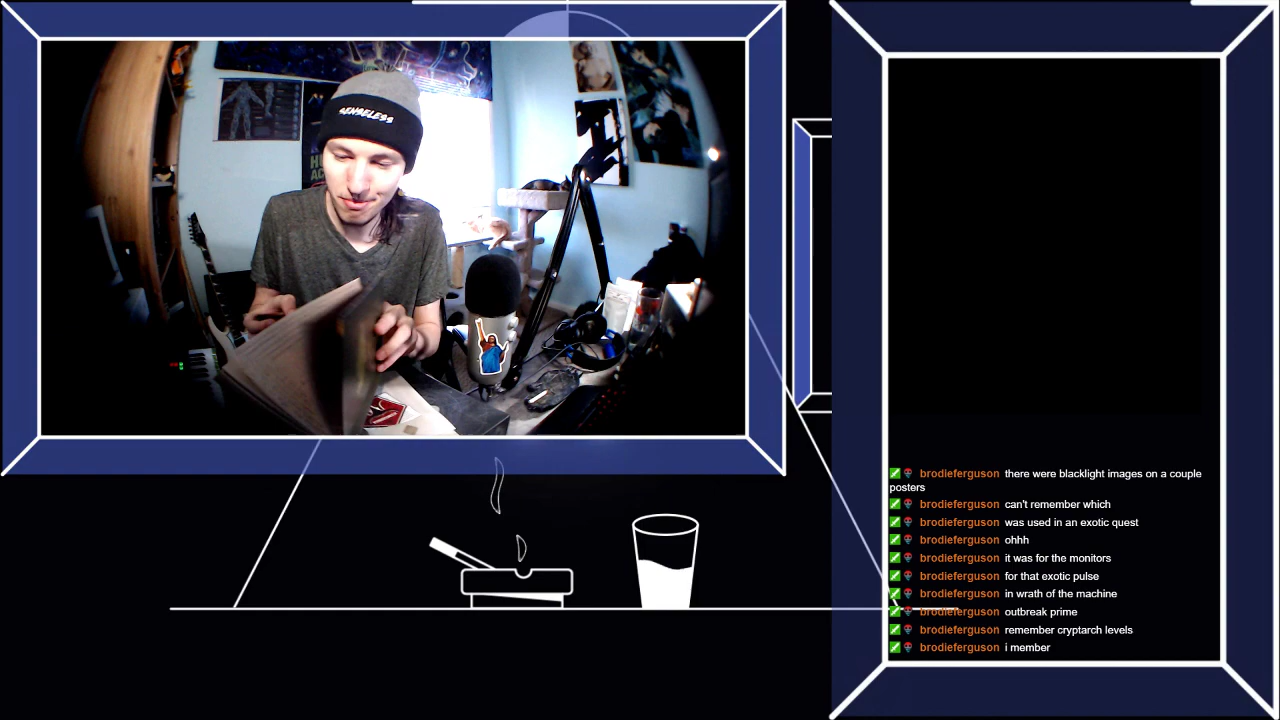 SENSELESS
brodieferguson there were blacklight images on a couple
posters
brodieferguson can't remember which
brodieferguson was used in an exotic quest
brodieferguson ohhh
brodieferguson it was for the monitors
brodieferguson for that exotic pulse
brodieferguson in wrath of the machine
brodieferguson outbreak prime
brodieferguson remember cryptarch levels
brodieferguson i member